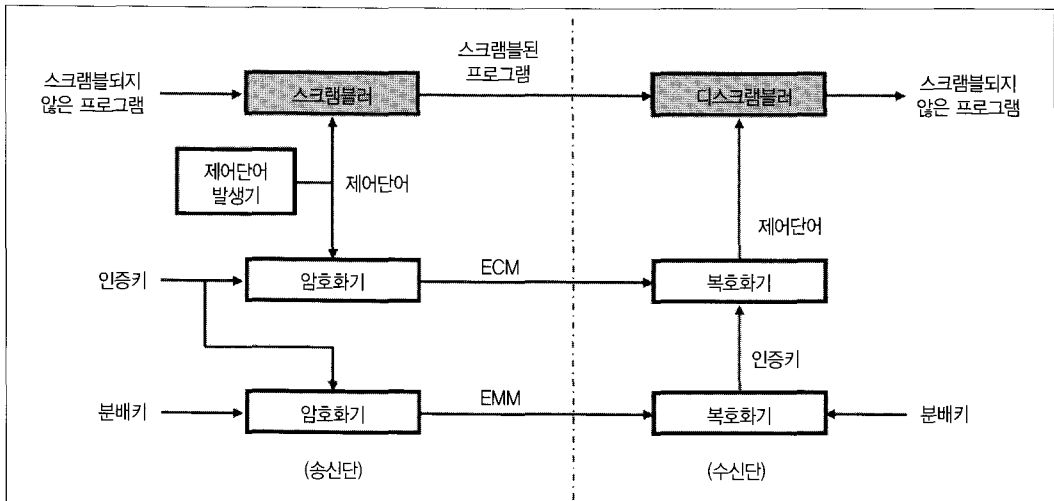 스크램블되지
않은 프로그램
스크램블러
스크램블된
프로그램
디스크램블러
스크램블되지
않은 프로그램
제어단어
발생기
제어단어
제어단어
인증키
암호화기
ECM
복호화기
인증키
분배키
암호화기
EMM
복호화기
분배키
(송신단)
(수신단)